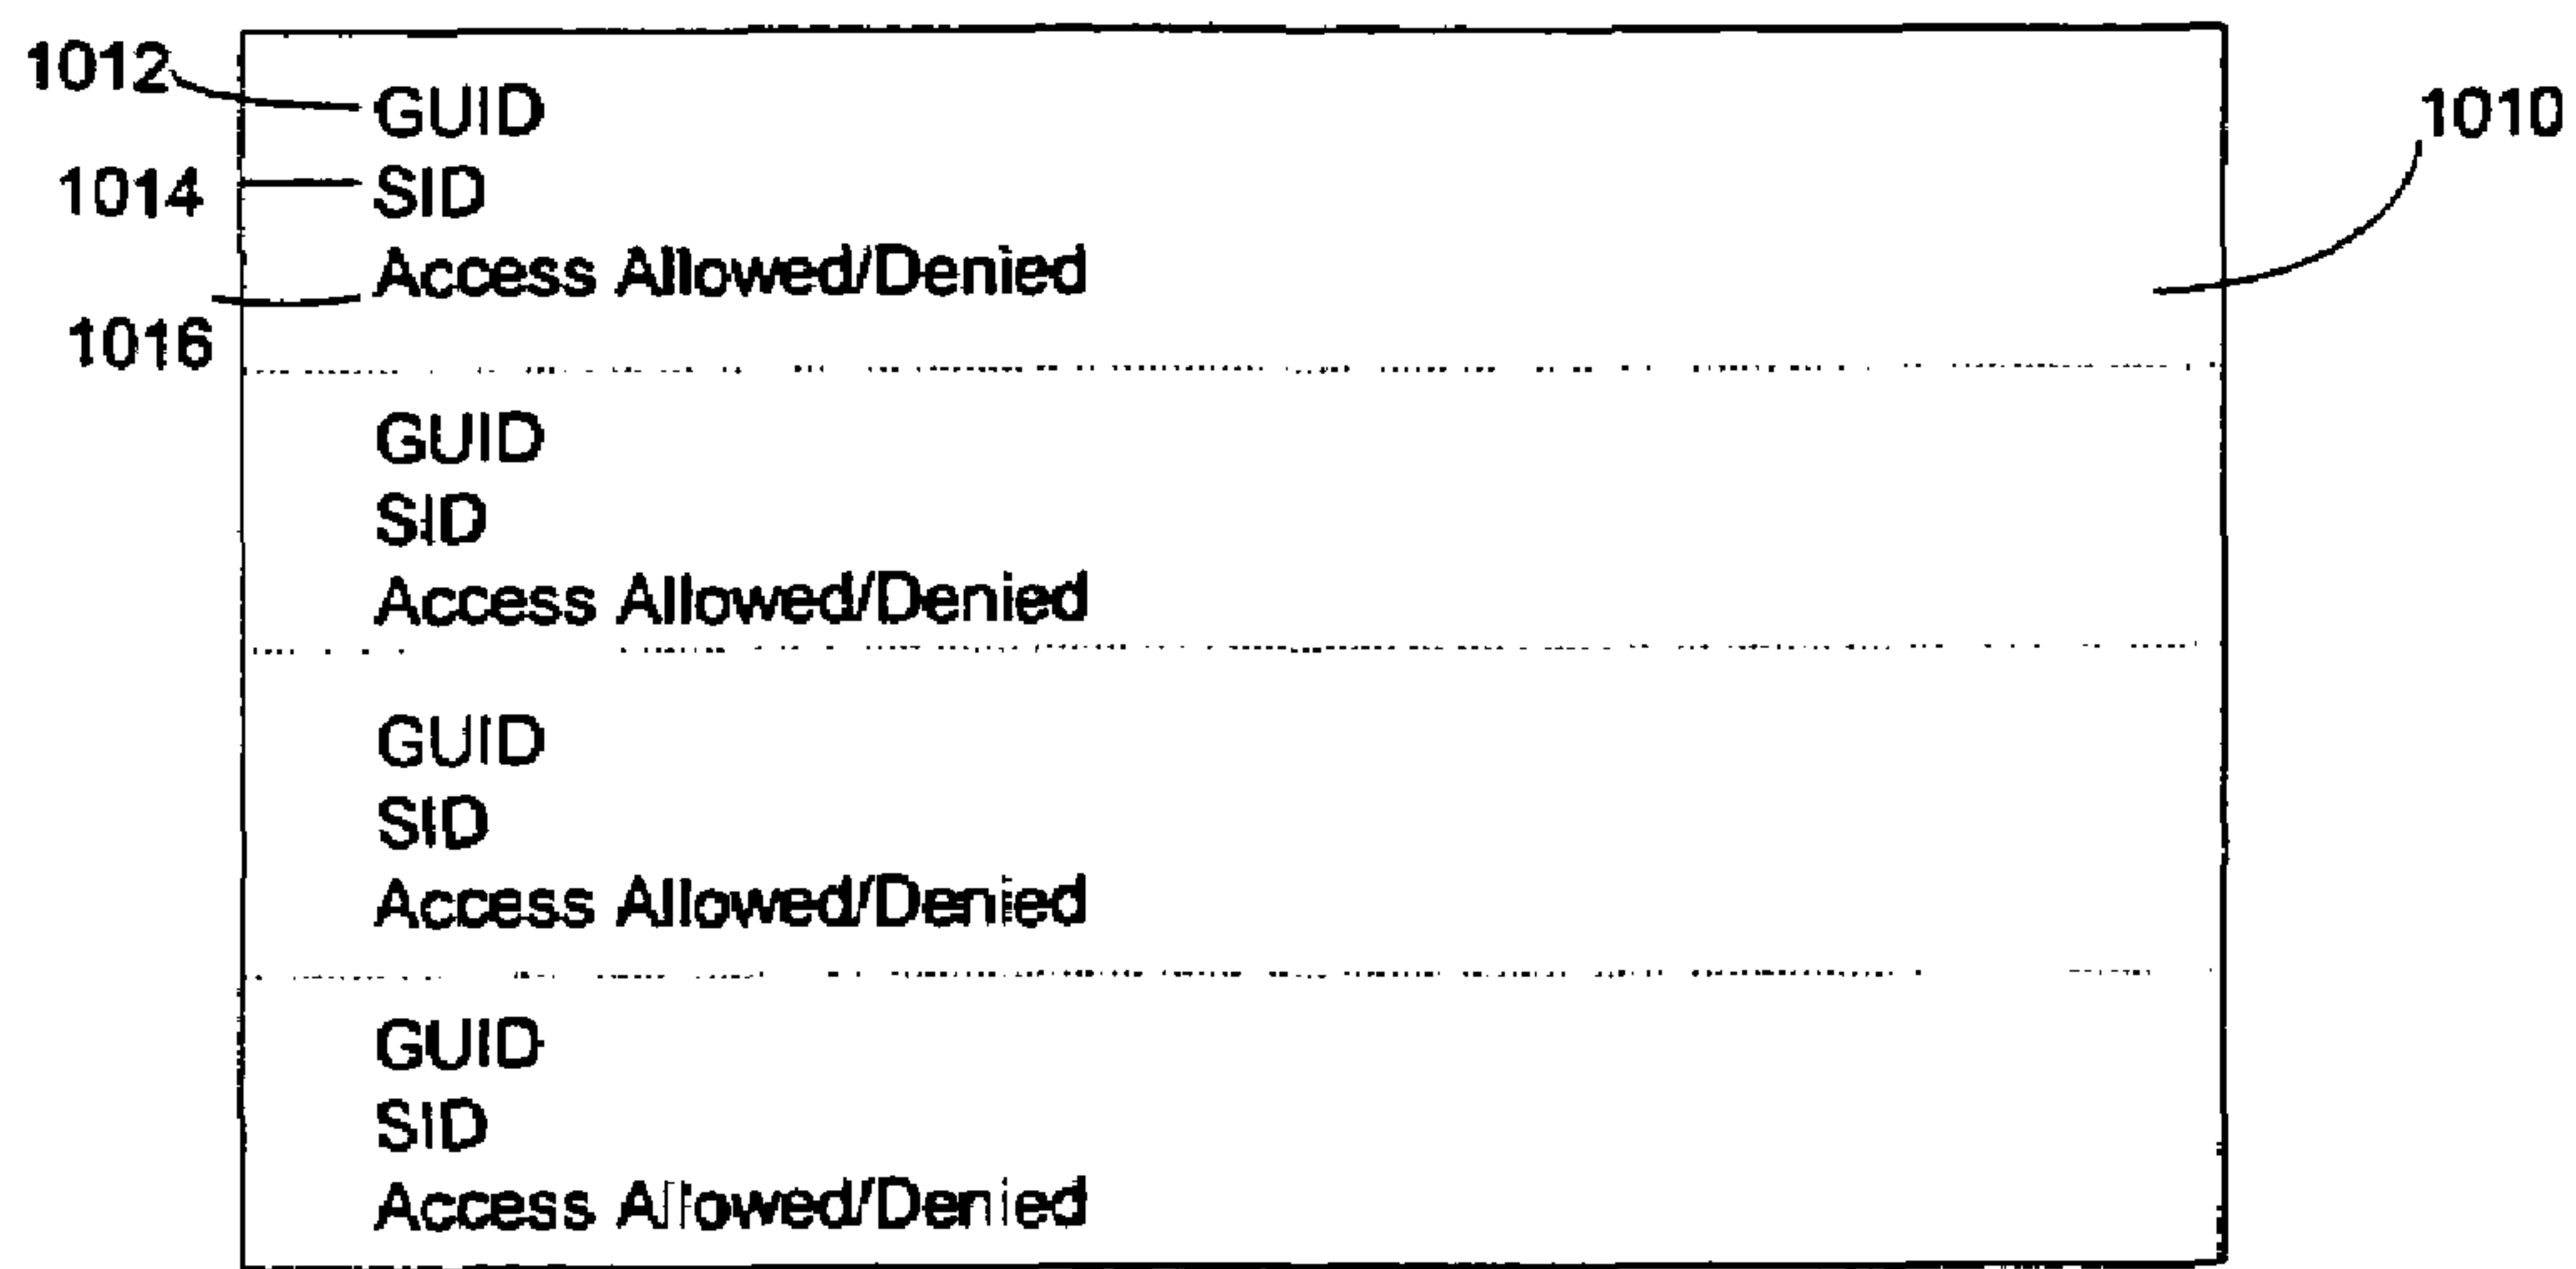 1012
GUID
1010
1014
SID
Access Allowed/Denied
1016
GUID
SID
Access Allowed/Denied
GUID
SID
Access Allowed/Denied
GUID
SID
Access Allowed/Denied